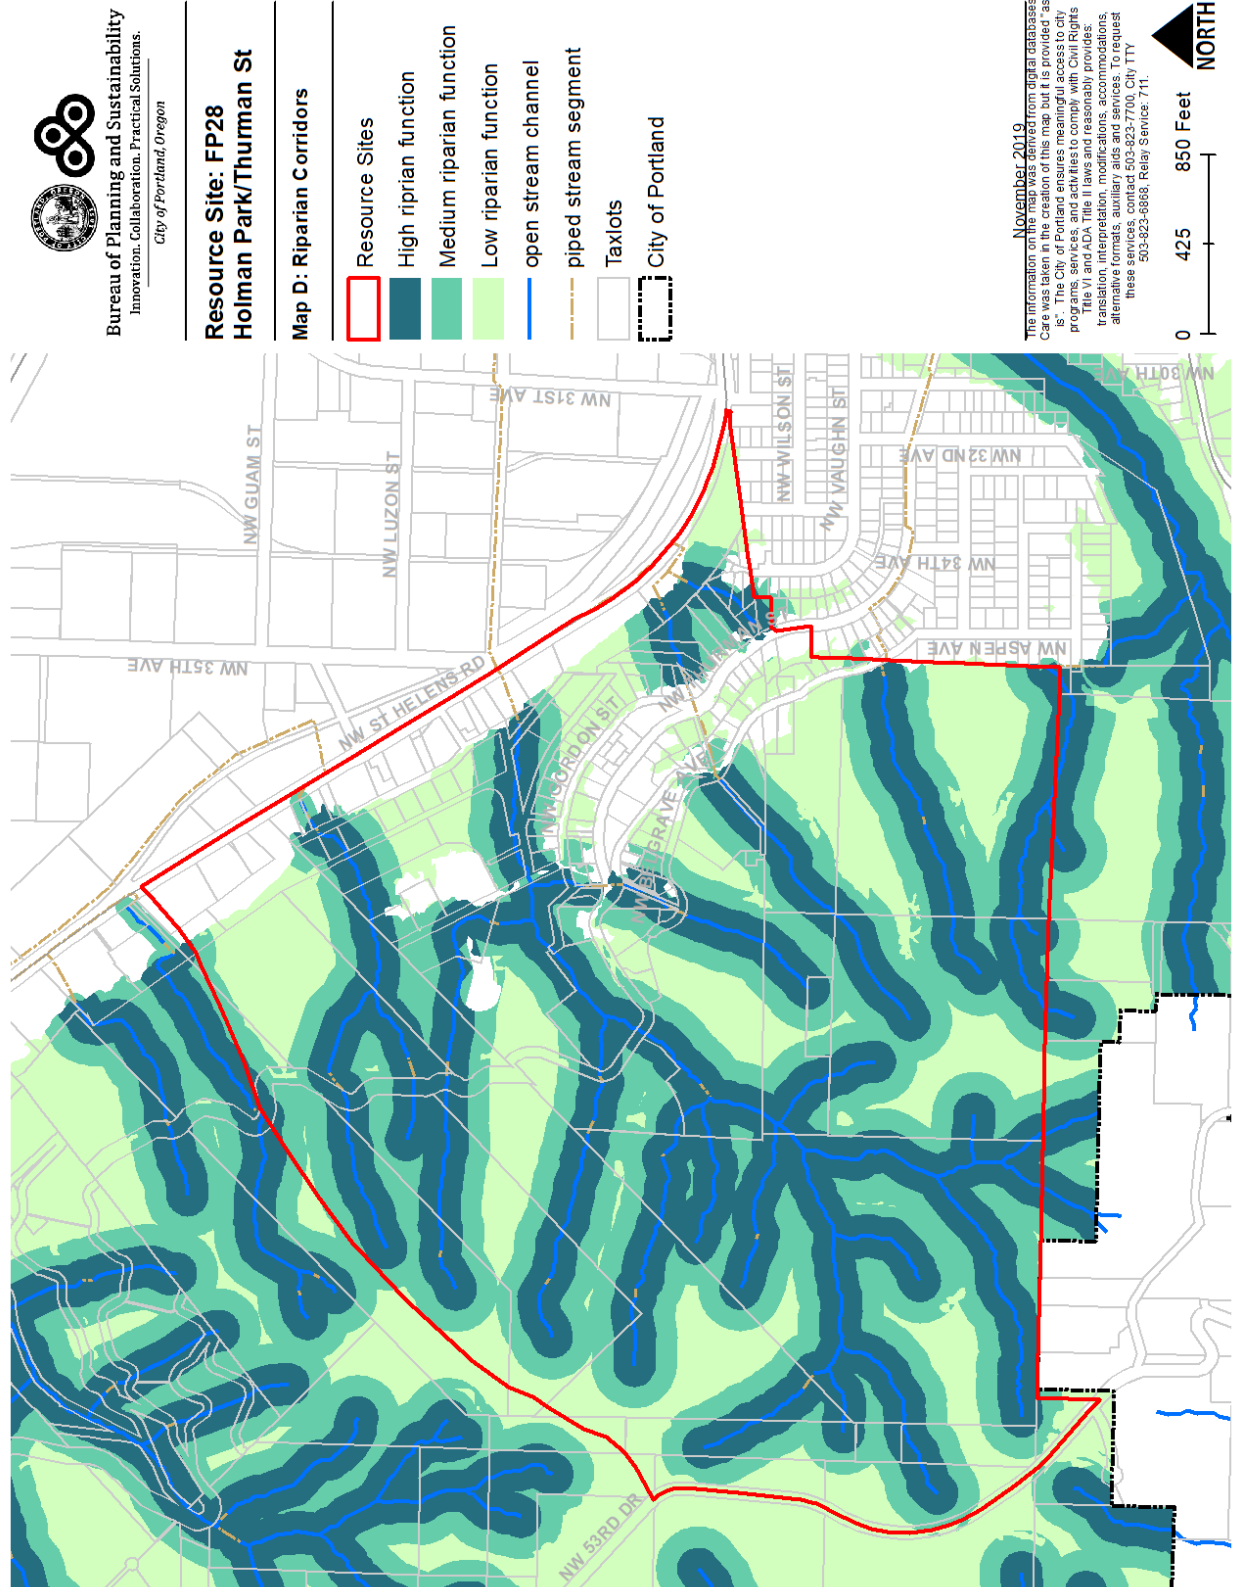 Bureau of Planning and Sustainability
Innovation. Collaboration. Practical Solutions.
City of Portland, Oregon
Resource Site: FP28
Holman Park/Thurman St
Map D: Riparian Corridors
Resource Sites
High riprian function
Medium riparian function
Low riparian function
open stream channel
piped stream segment
Taxlots
City of Portland
November 2019
The information on the map was derived from digital databases
Care was taken in the creation of this map but it is provided "as
is". The City of Portland ensures meaningful access to city
programs, services, and activities to comply with Civil Rights
Title VI and ADA Title II laws and reasonably provides:
translation, interpretation, modifications, accommodations,
alternative formats, auxiliary aids and services. To request
these services, contact 503-823-7700, City TTY
503-823-6868, Relay Service: 711.
0 425 850 Feet
NORTH
NW GUAM ST
NW LUZON ST
NW 31ST AVE
NW 35TH AVE
NW ST HELENS RD
NW WILSON ST
NW VAUGHN ST
NW 30TH AVE
NW 32ND AVE
NW 34TH AVE
NW ASPEN AVE
NW GORDON ST
NW
AVE
NW 53RD DR